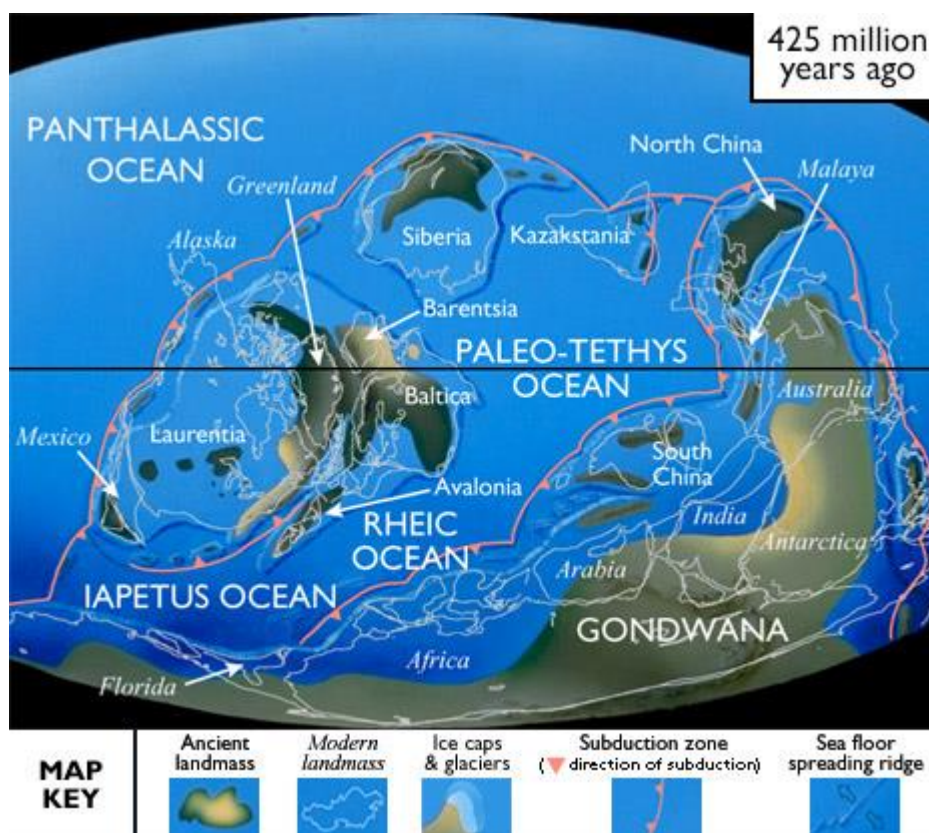 425 million
years ago
PANTHALASSIC
OCEAN
North China
Malaya
Greenland
Alaska
Siberia
Kazakstania
Barentsia
PALEO-TETHYS
OCEAN
Baltica
Australia
Mexico
Laurentia
South
China
Avalonia
RHEIC
OCEAN
India
Antarctica
Arabia
IAPETUS OCEAN
GONDWANA
Africa
Florida
MAP
KEY
Ancient
landmass
Modern
landmass
Ice caps
& glaciers
Subduction zone
(direction of subduction)
Sea floor
spreading ridge